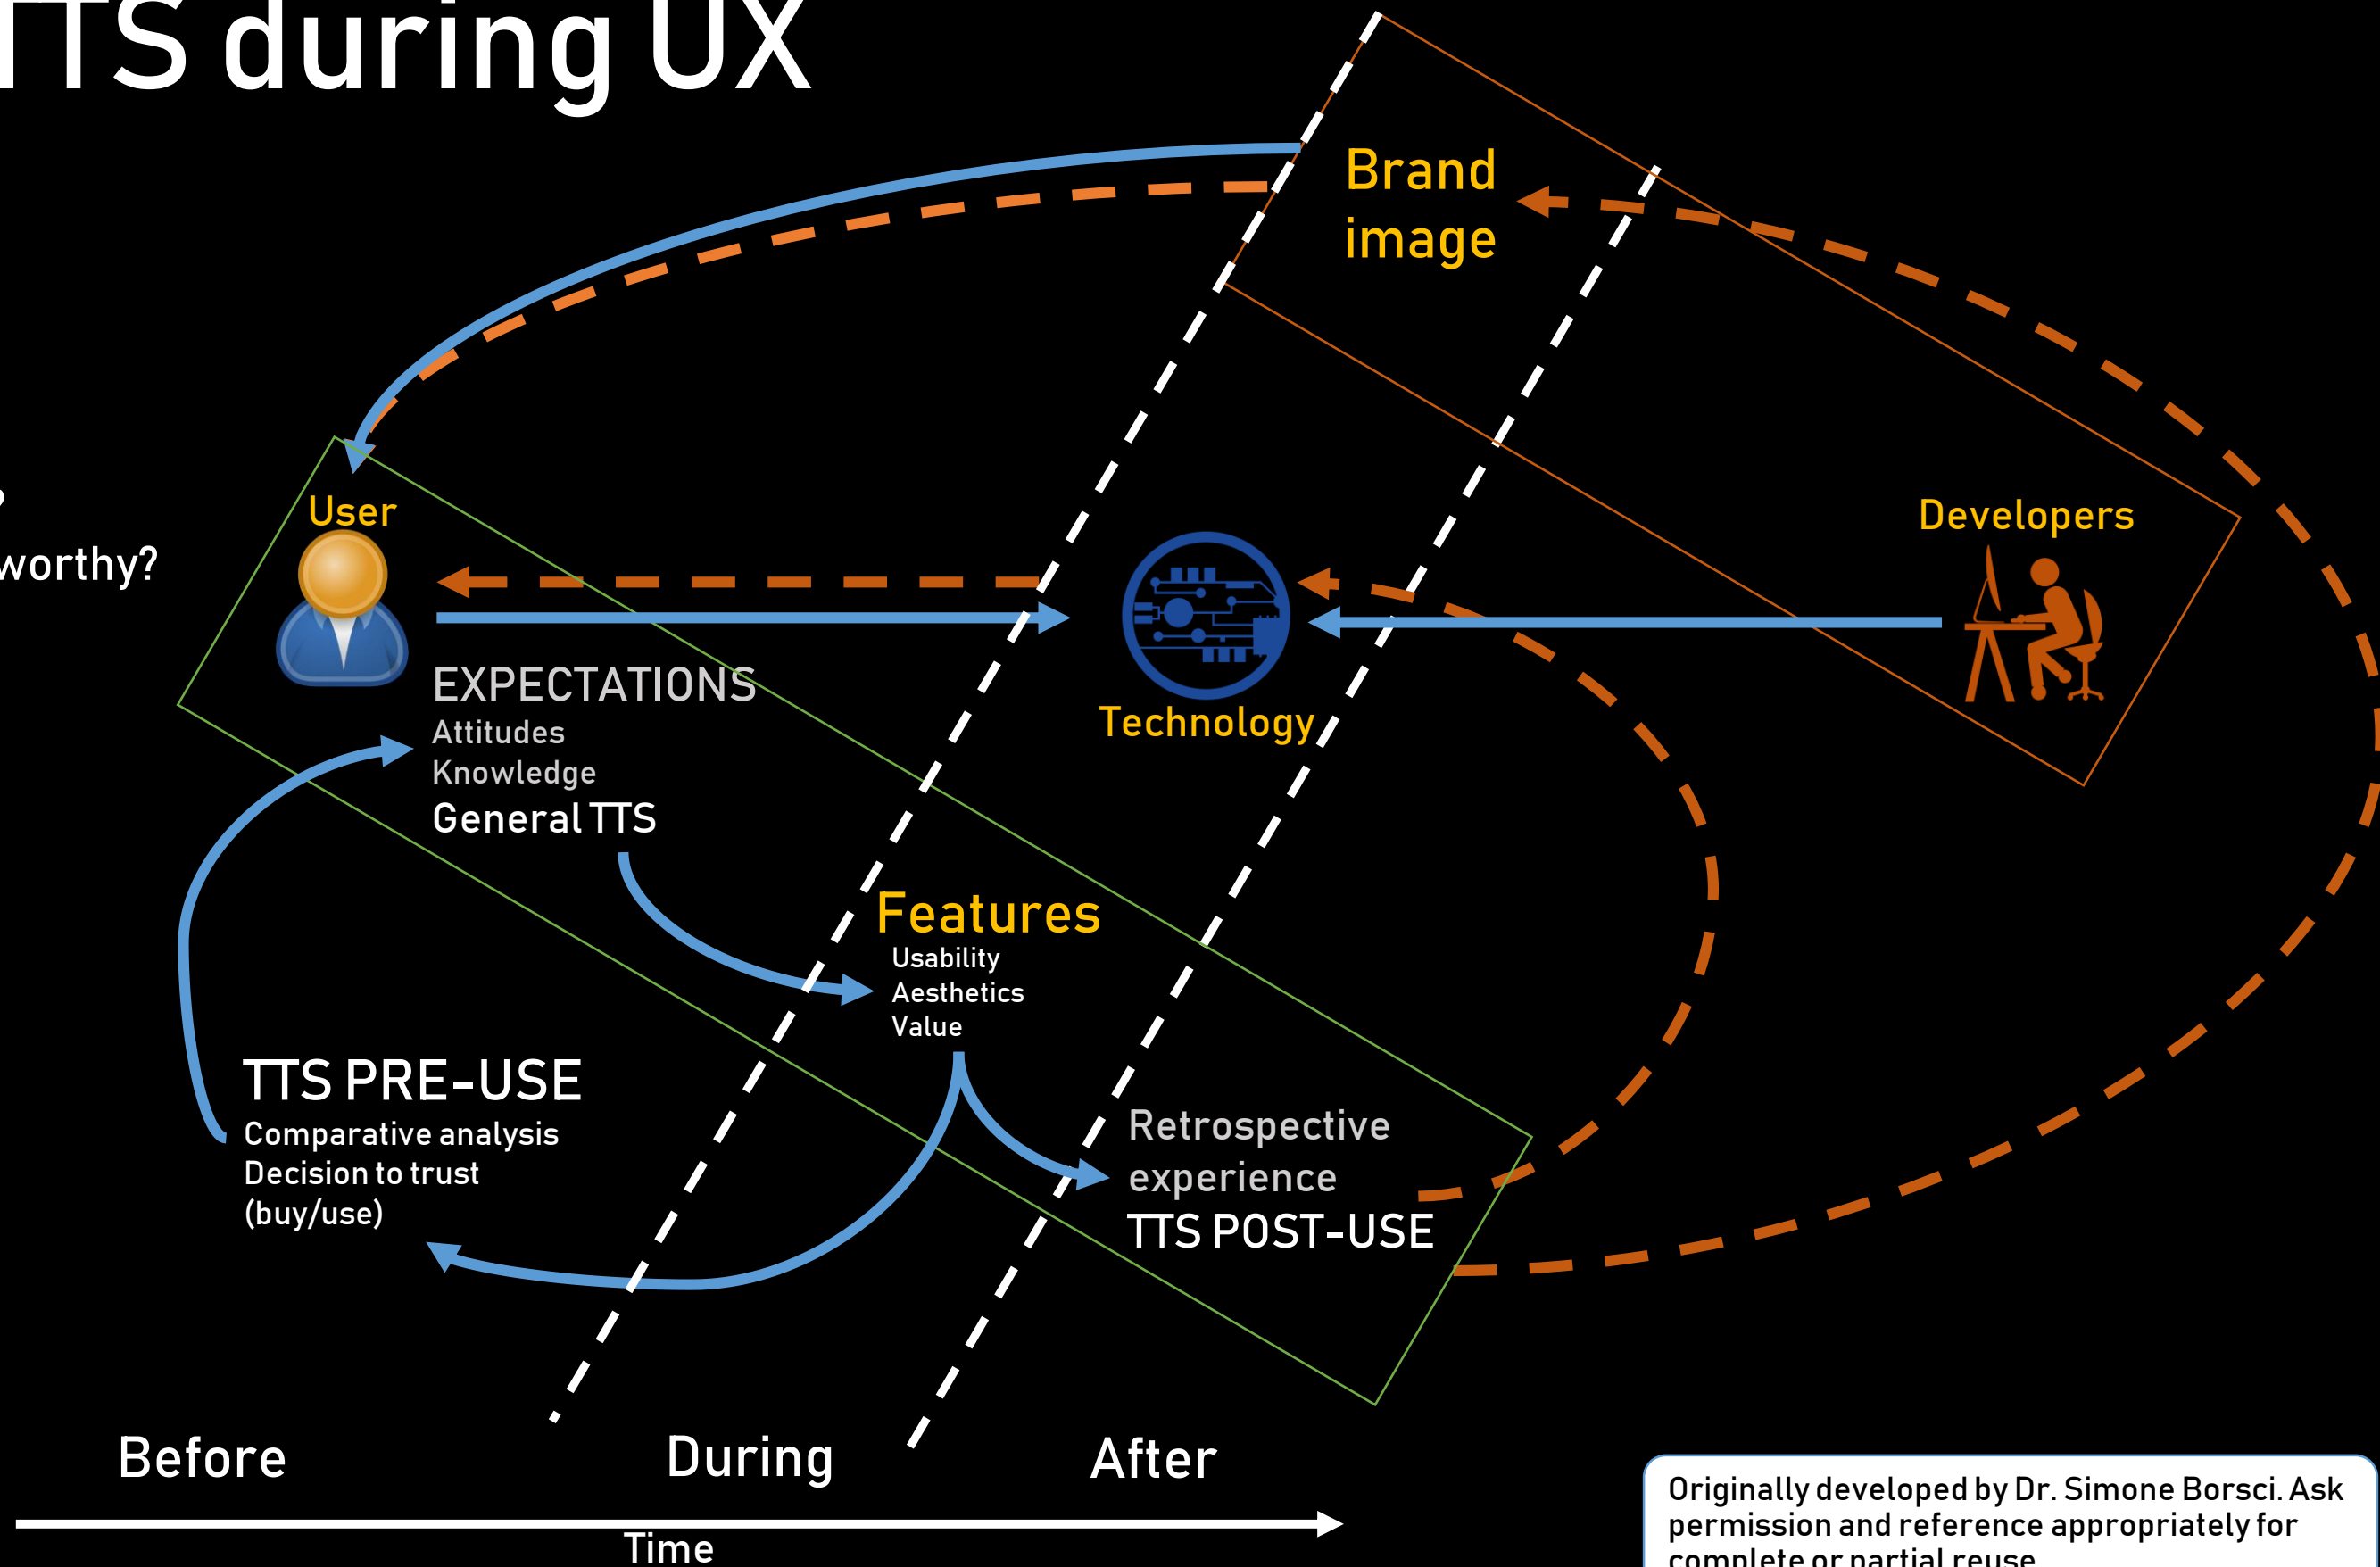 TTS during UX
Brand
image
?
worthy?
User
Developers
EXPECTATIONS
Attitudes
Knowledge
General TTS
Technology
Features
Usability
Aesthetics
Value
TTS PRE-USE
Comparative analysis
Decision to trust
(buy/use)
Retrospective
experience
TTS POST-USE
Before
During
After
Time
Originally developed by Dr. Simone Borsci. Ask
permission and reference appropriately for
complete or partial reuse